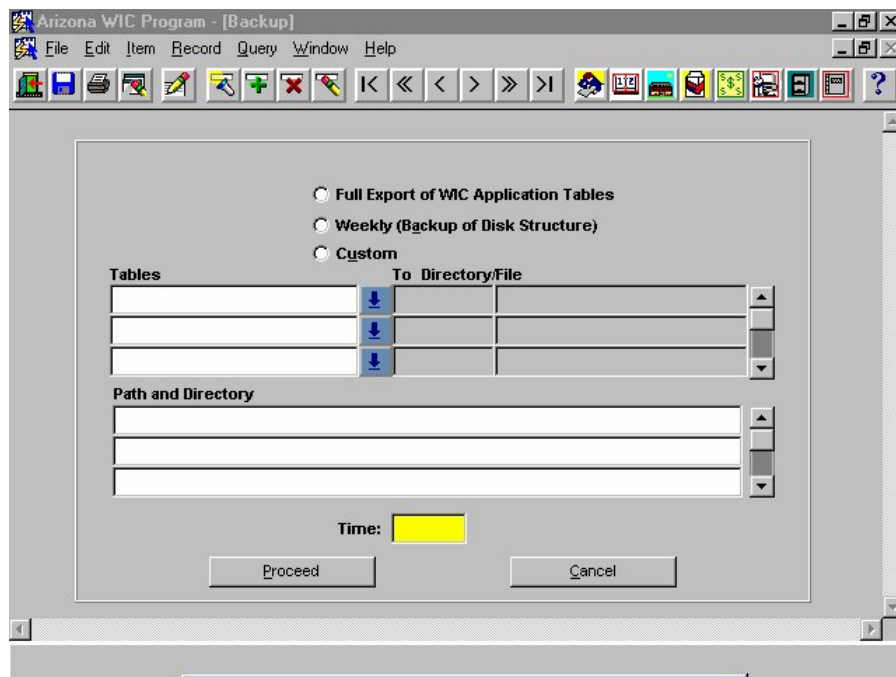 Arizona WIC Program - [Backup]
File Edit Item Record Query Window Help
Full Export of WIC Application Tables
Weekly (Backup of Disk Structure)
Custom
Tables To Directory/File
Path and Directory
Time:
Proceed Cancel